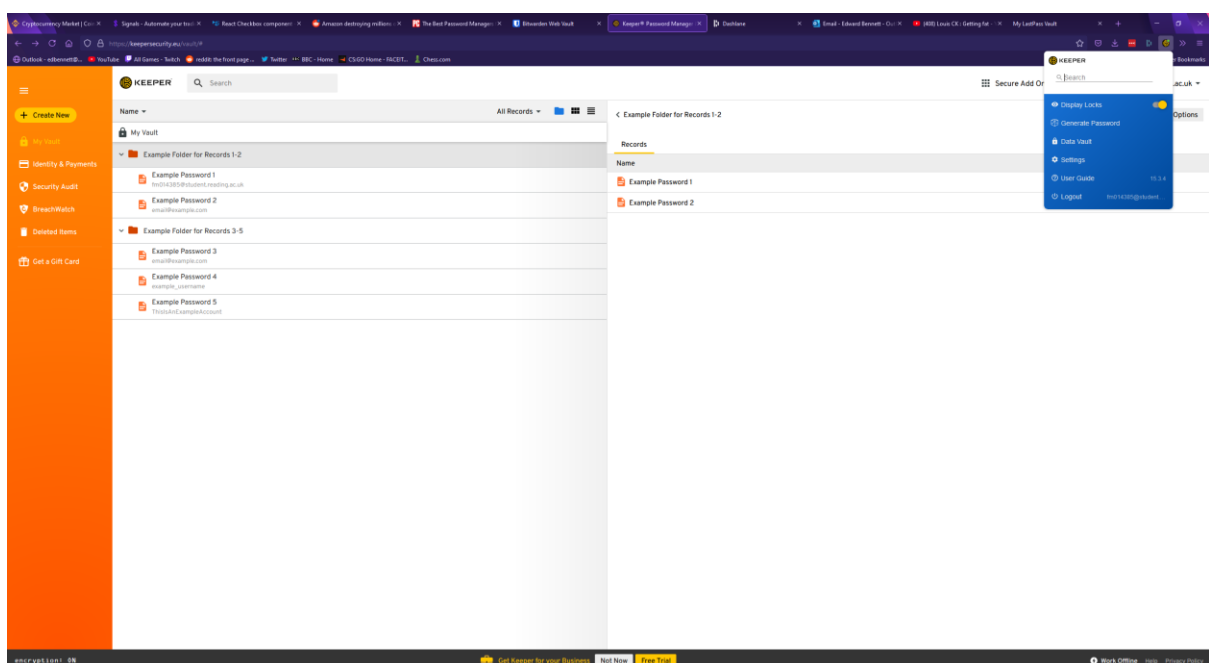 Cryptocurrency Market | Coin
Signals - Automate your tradi
React Checkbox component
Amazon destroying millions
The Best Password Managers
Bitwarden Web Vault
Keeper® Password Manager
Dashlane
Email - Edward Bennett - Out
(400) Louis CK: Getting fat -
My LastPass Vault
https://keepersecurity.eu/vault/#
Outlook - edbennett@...
YouTube
All Games - Twitch
reddit: the front page ...
Twitter
BBC - Home
CS:GO Home - FACEIT...
Chess.com
r Bookmarks
KEEPER
Search
Secure Add On
.ac.uk
Create New
My Vault
Identity & Payments
Security Audit
BreachWatch
Deleted Items
Get a Gift Card
Name
All Records
My Vault
Example Folder for Records 1-2
Example Password 1
fm014385@student.reading.ac.uk
Example Password 2
email@example.com
Example Folder for Records 3-5
Example Password 3
email@example.com
Example Password 4
example_username
Example Password 5
ThisIsAnExampleAccount
Example Folder for Records 1-2
Options
Records
Name
Example Password 1
Example Password 2
KEEPER
Search
Display Locks
Generate Password
Data Vault
Settings
User Guide 15.3.4
Logout fm014385@student...
encryption: ON
Get Keeper for your Business
Not Now
Free Trial
Work Offline
Help
Privacy Policy